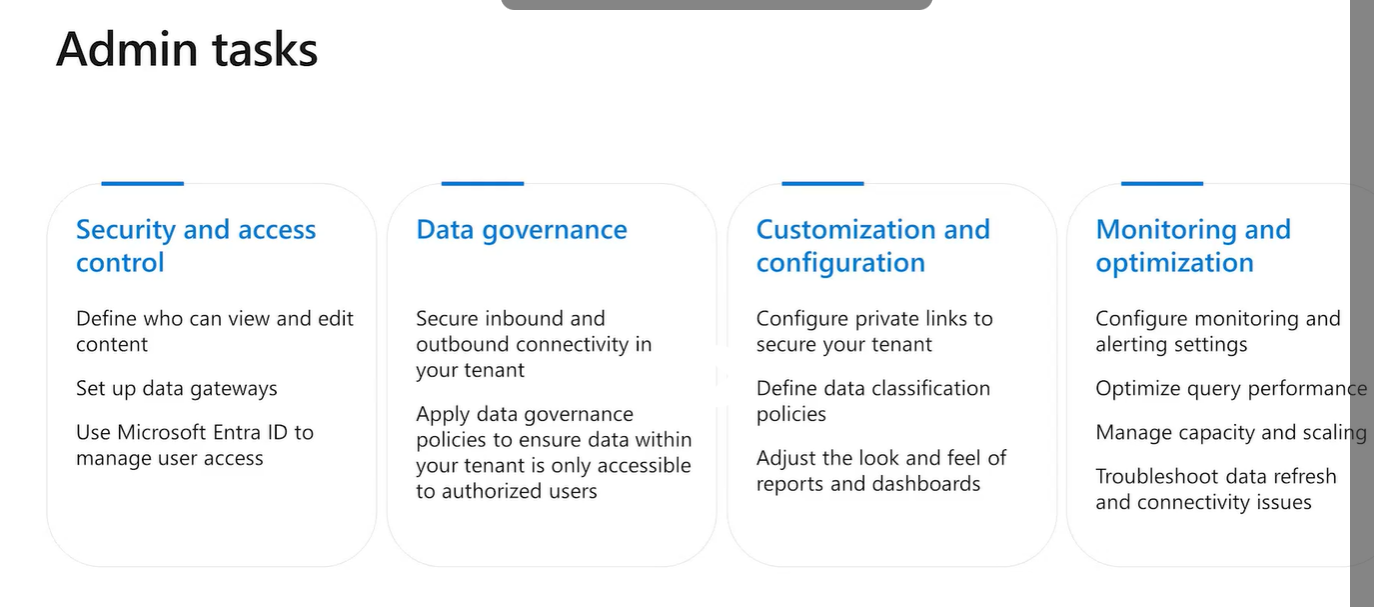 Admin tasks
Security and access
control
Define who can view and edit
content
Set up data gateways
Use Microsoft Entra ID to
manage user access
Data governance
Secure inbound and
outbound connectivity in
your tenant
Apply data governance
policies to ensure data within
your tenant is only accessible
to authorized users
Customization and
configuration
Configure private links to
secure your tenant
Define data classification
policies
Adjust the look and feel of
reports and dashboards
Monitoring and
optimization
Configure monitoring and
alerting settings
Optimize query performance
Manage capacity and scaling
Troubleshoot data refresh
and connectivity issues